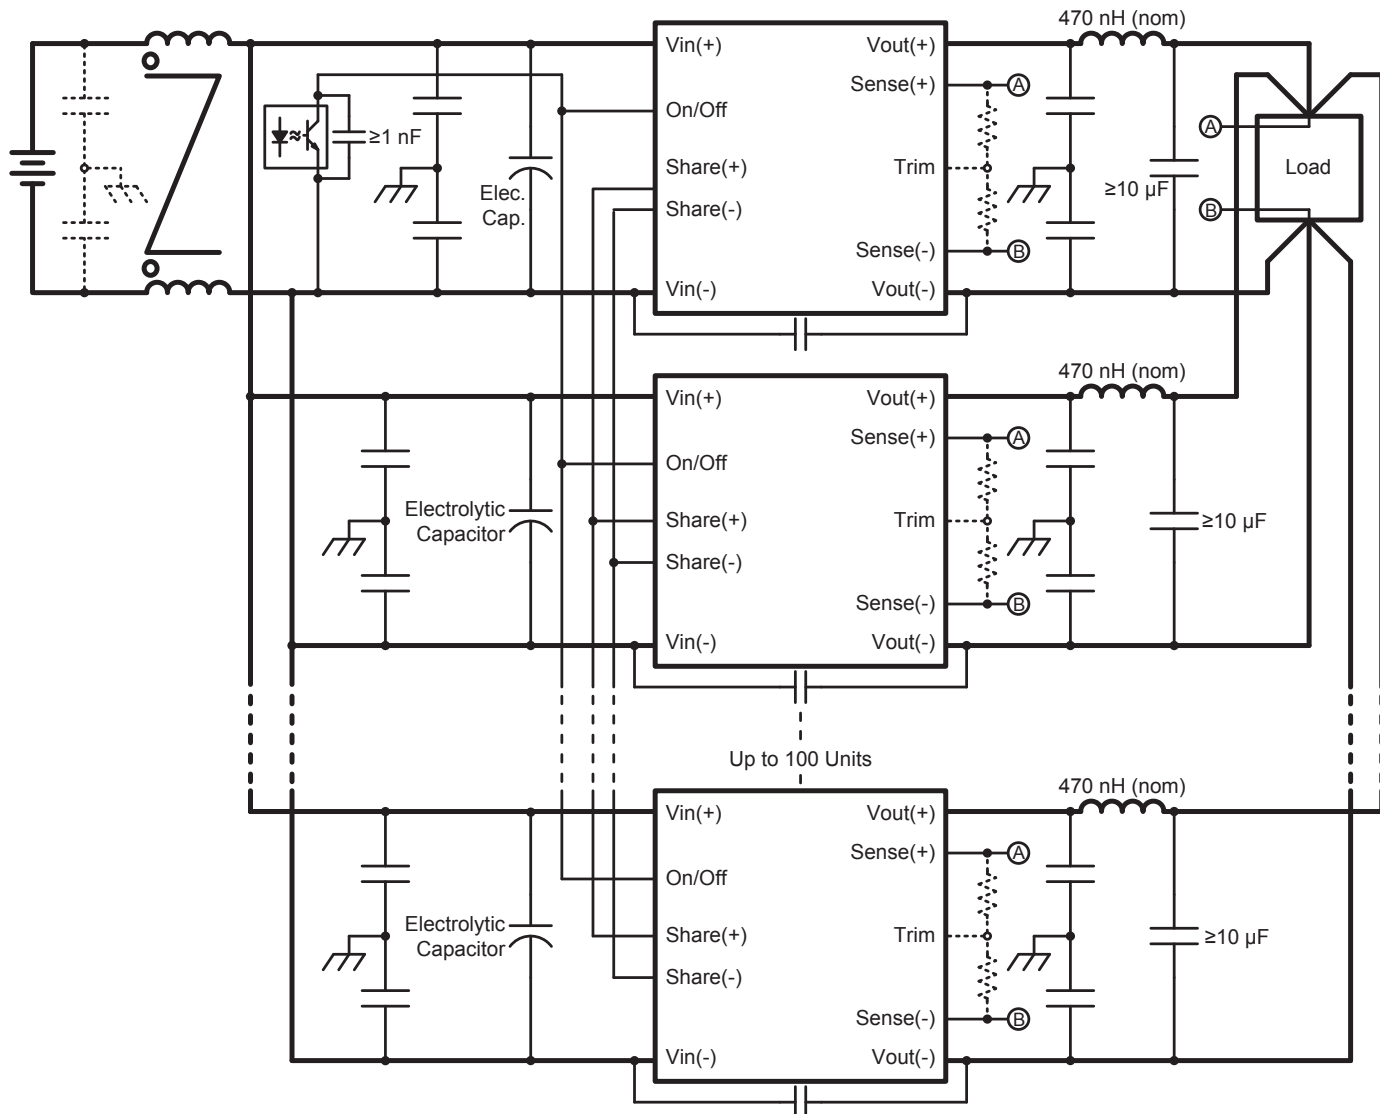 470 nH (nom)
Vin(+)
Vout(+)
Sense(+)
A
On/Off
≥1 nF
A
Share(+)
Trim
Load
Elec.
Cap.
≥10 µF
Share(-)
B
Sense(-)
B
Vin(-)
Vout(-)
470 nH (nom)
Vin(+)
Vout(+)
Sense(+)
A
On/Off
Electrolytic
Capacitor
Share(+)
Trim
≥10 µF
Share(-)
Sense(-)
B
Vin(-)
Vout(-)
Up to 100 Units
470 nH (nom)
Vin(+)
Vout(+)
Sense(+)
A
On/Off
Electrolytic
Capacitor
Share(+)
Trim
≥10 µF
Share(-)
Sense(-)
B
Vin(-)
Vout(-)